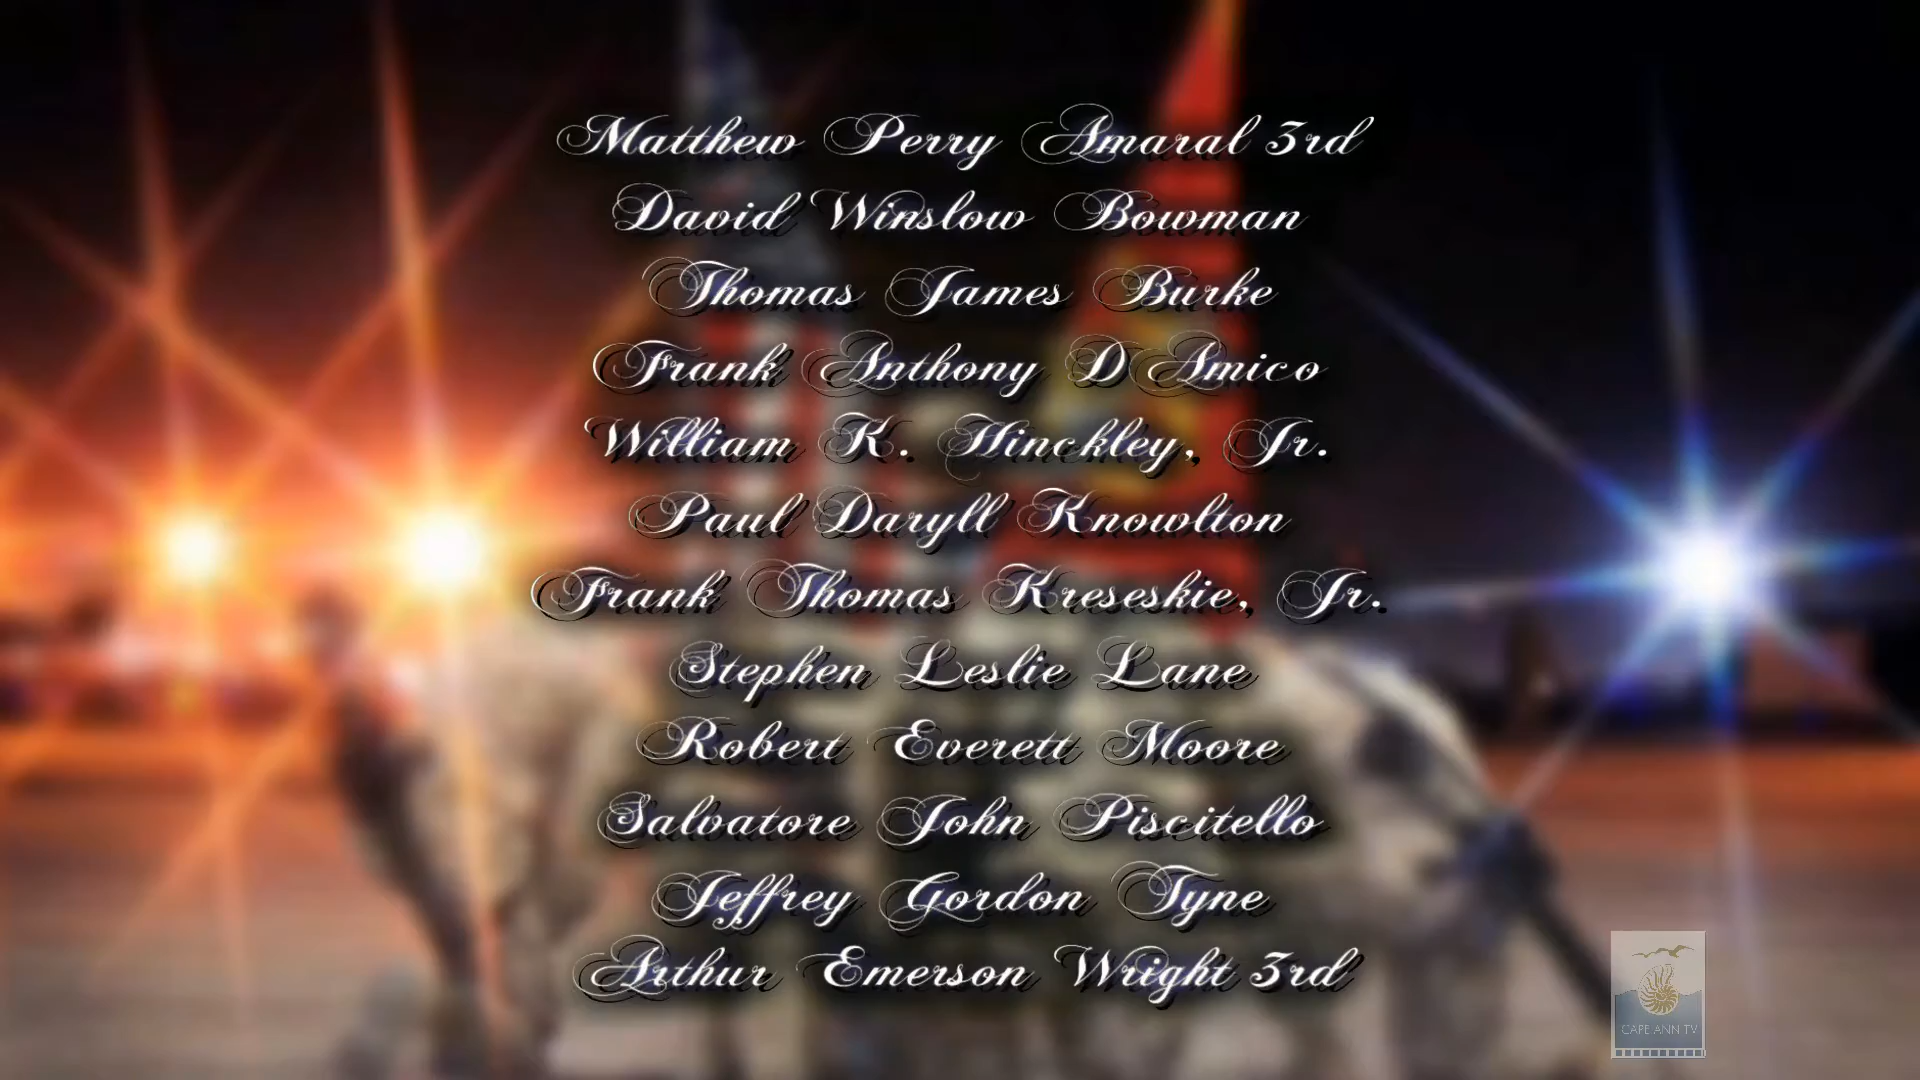 Matthew Perry Amaral 3rd
David Winslow Bowman
Thomas James Burke
Frank Anthony D Amico
William K. Hinckley, Jr.
Paul Daryll Knowlton
Frank Thomas Kreseskie, Jr.
Stephen Leslie Lane
Robert Everett Moore
Salvatore John Piscitello
Jeffrey Gordon Tyne
Arthur Emerson Wright 3rd
CAPE ANN TV